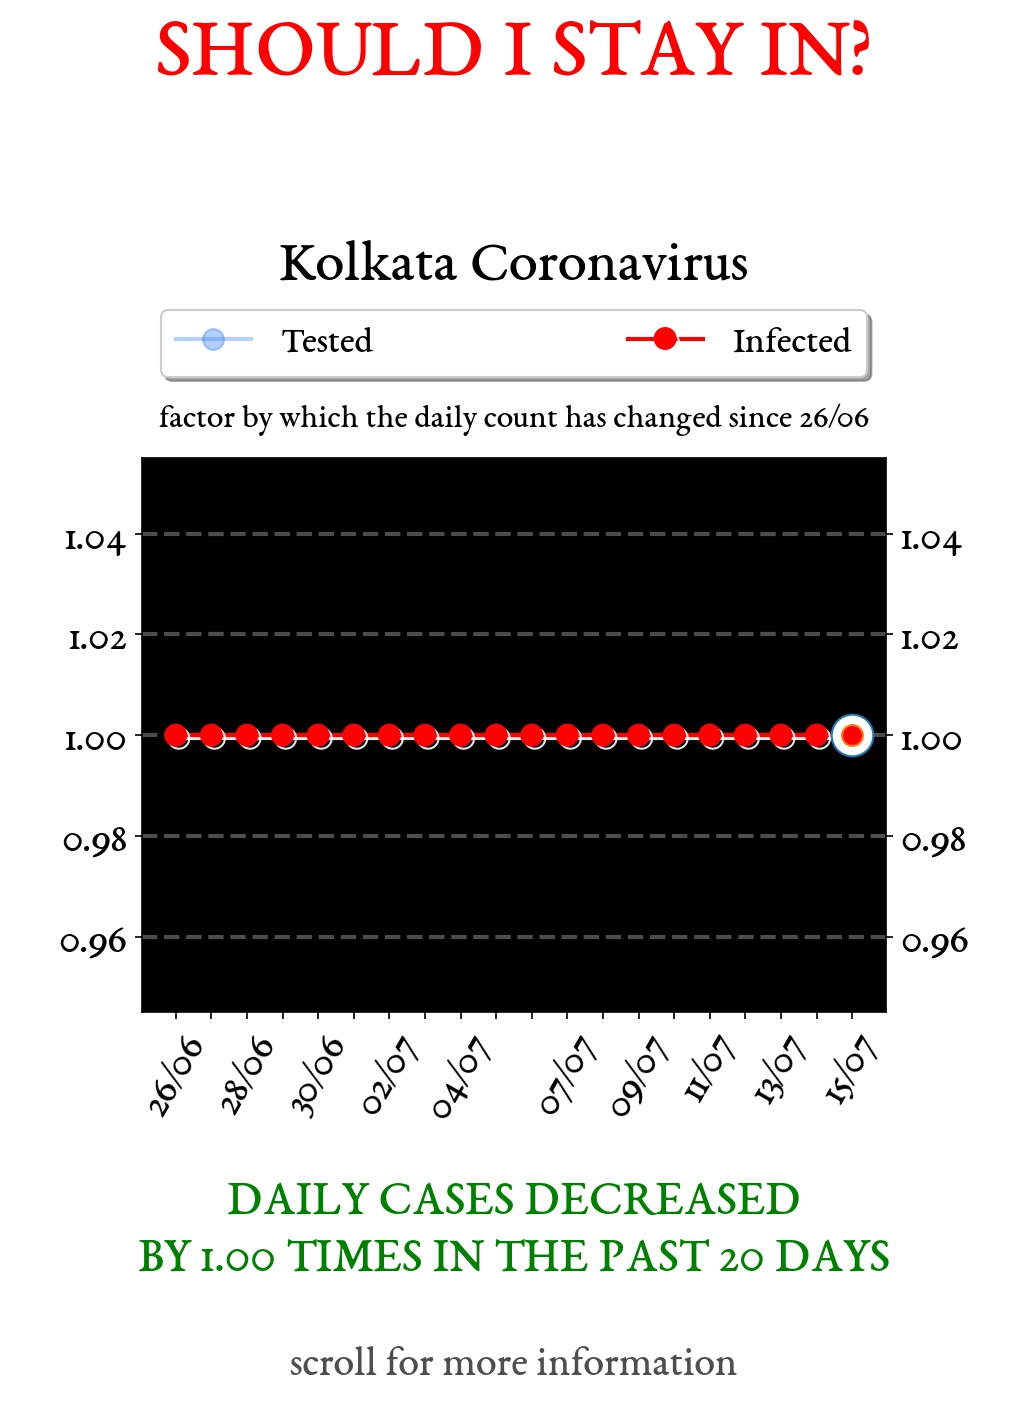 SHOULD I STAY IN?
Kolkata Coronavirus
Tested Infected
factor by which the daily count has changed since 26/06
1.04 1.04
1.02 1.02
1.00 1.00
0.98 0.98
0.96 0.96
26/06 28/06 30/06 02/07 04/07 07/07 09/07 11/07 13/07 15/07
DAILY CASES DECREASED
BY 1.00 TIMES IN THE PAST 20 DAYS
scroll for more information